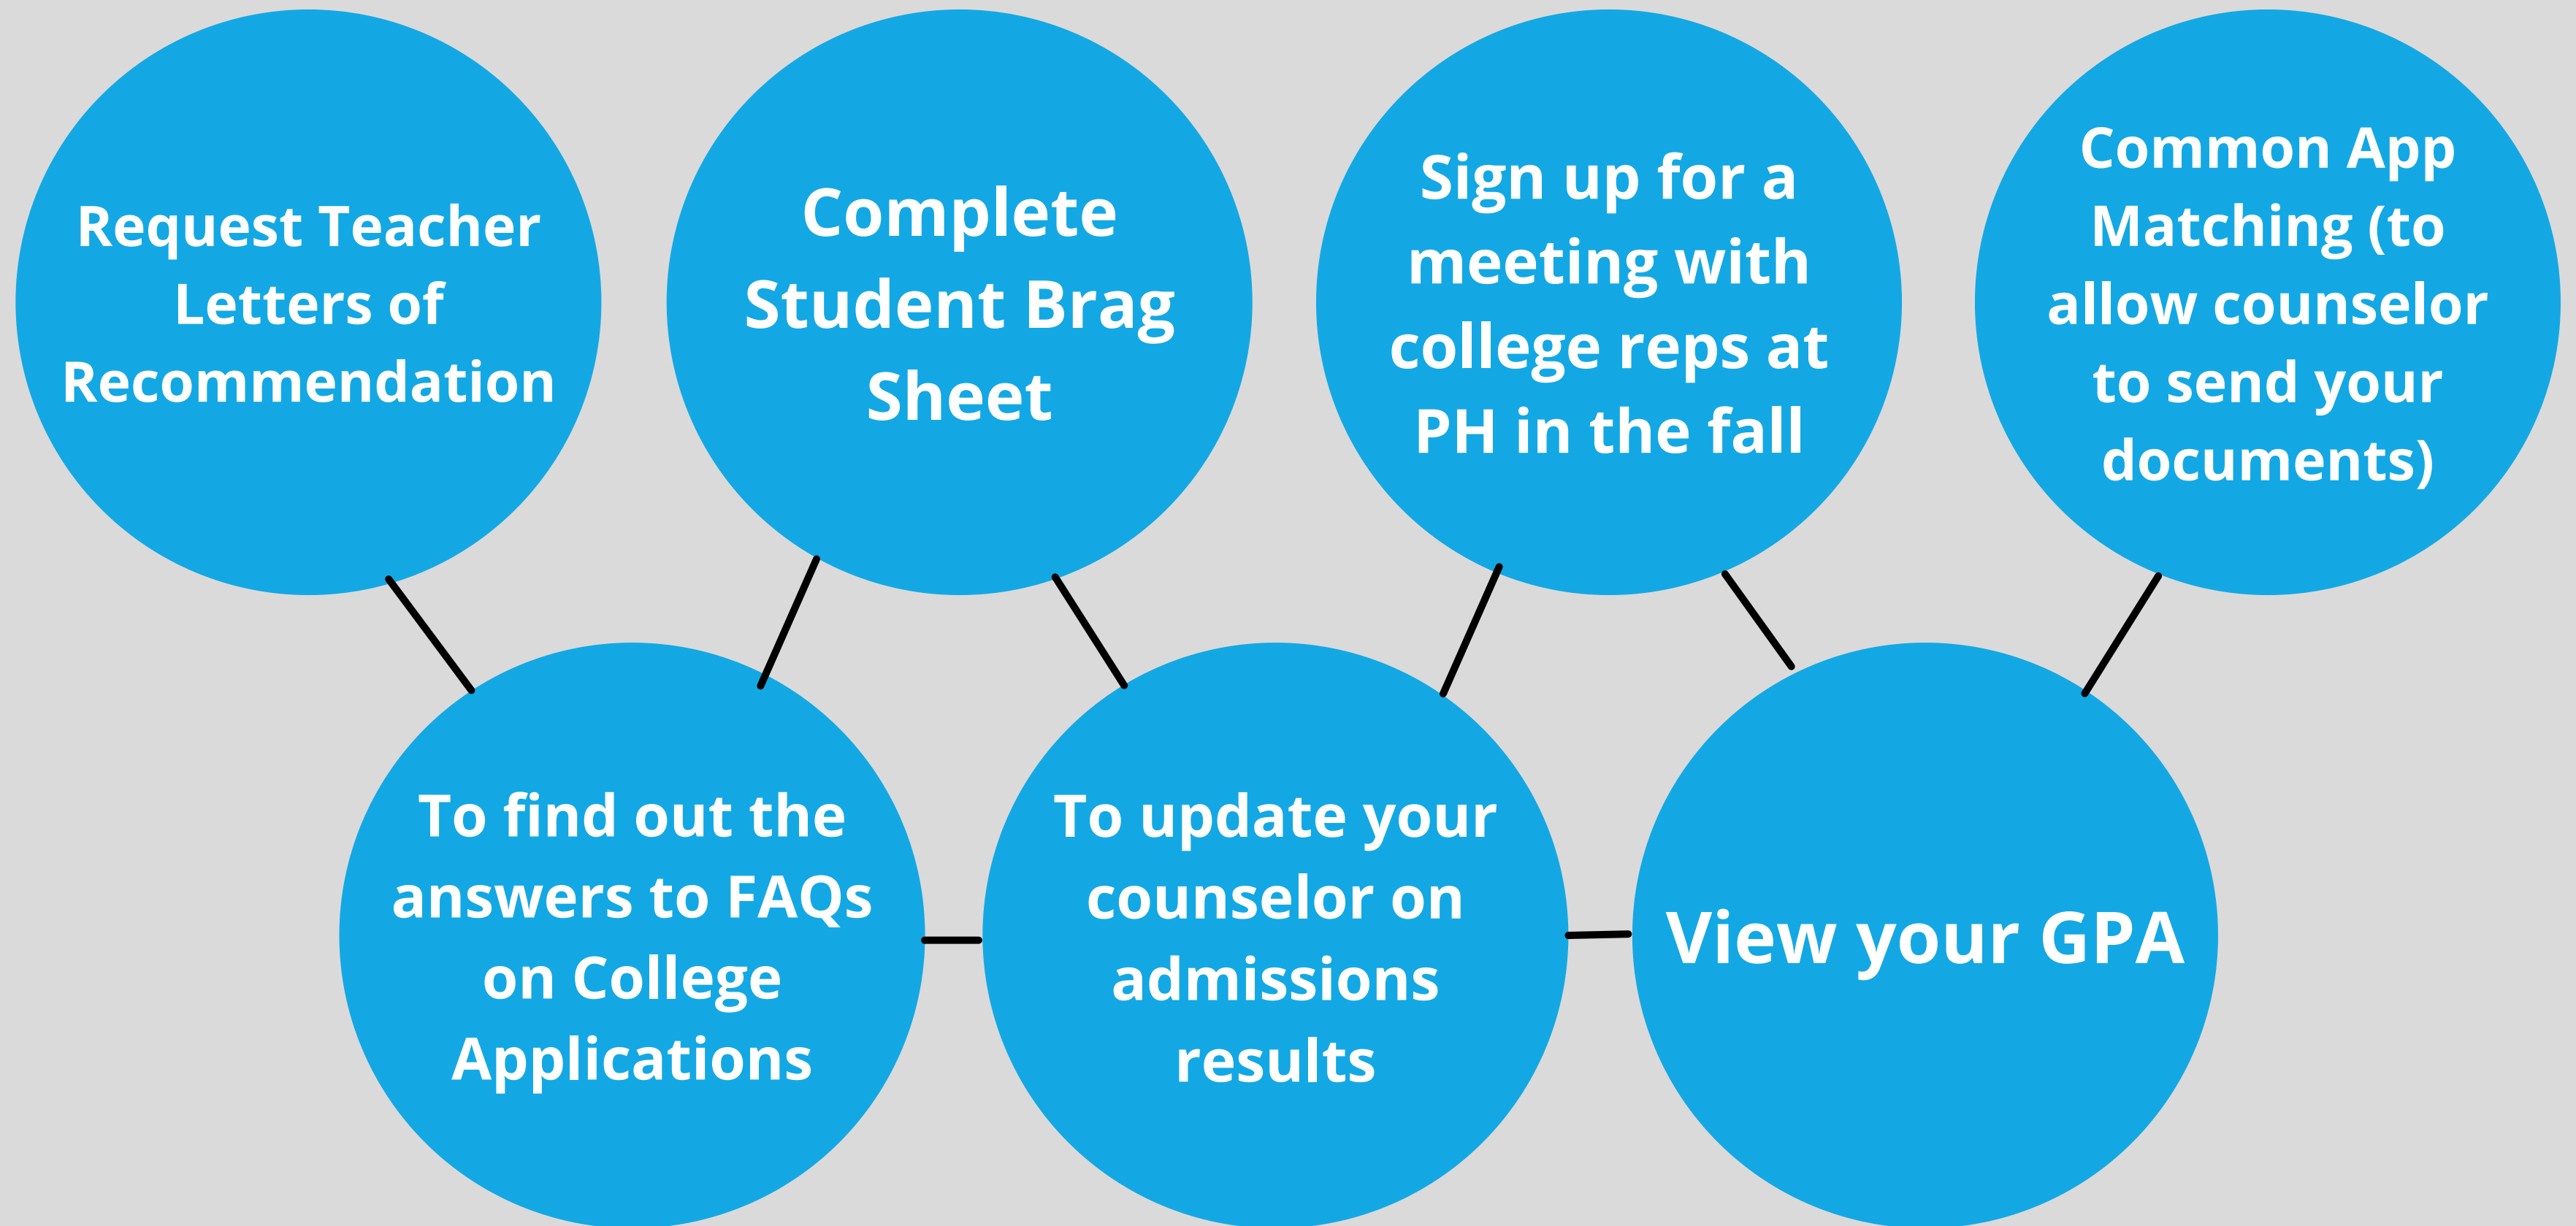 Request Teacher
Letters of
Recommendation
Complete
Student Brag
Sheet
Sign up for a
meeting with
college reps at
PH in the fall
Common App
Matching (to
allow counselor
to send your
documents)
To find out the
answers to FAQs
on College
Applications
To update your
counselor on
admissions
results
View your GPA